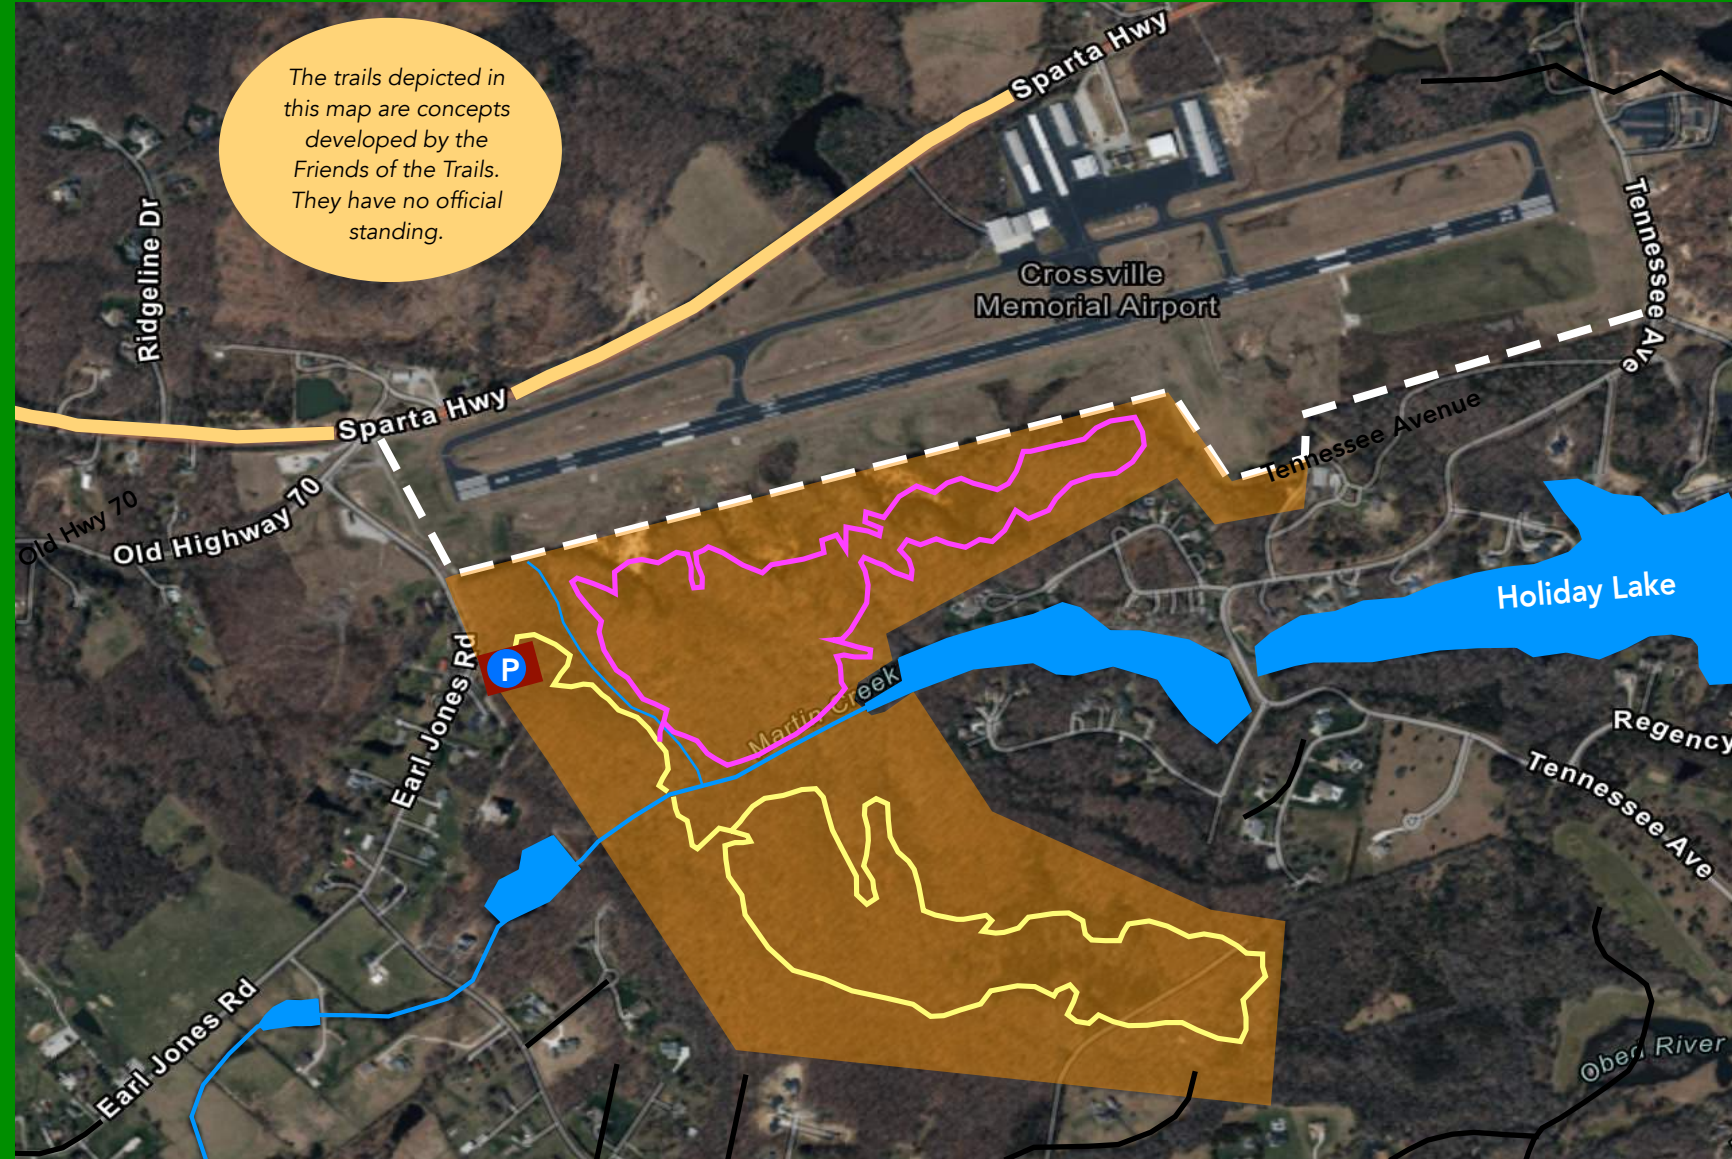 The trails depicted in
this map are concepts
developed by the
Friends of the Trails.
They have no official
standing.
Sparta Hwy
Ridgeline Dr
Crossville
Memorial Airport
Tennessee Ave
Sparta Hwy
Tennessee Avenue
Old Hwy 70
Old Highway 70
Holiday Lake
P
Earl Jones Rd
Martin Creek
Regency
Tennessee Ave
Earl Jones Rd
Obed River